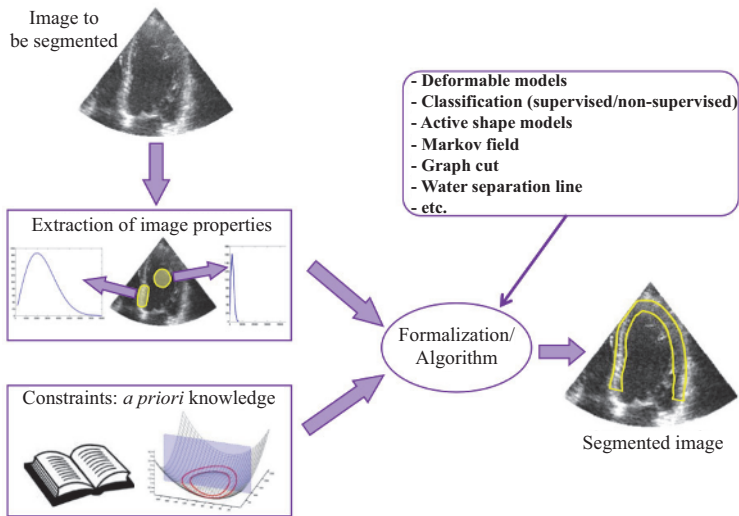 Image to
be segmented
- Deformable models
- Classification (supervised/non-supervised)
- Active shape models
- Markov field
- Graph cut
- Water separation line
- etc.
Extraction of image properties
Formalization/
Algorithm
Constraints: a priori knowledge
Segmented image